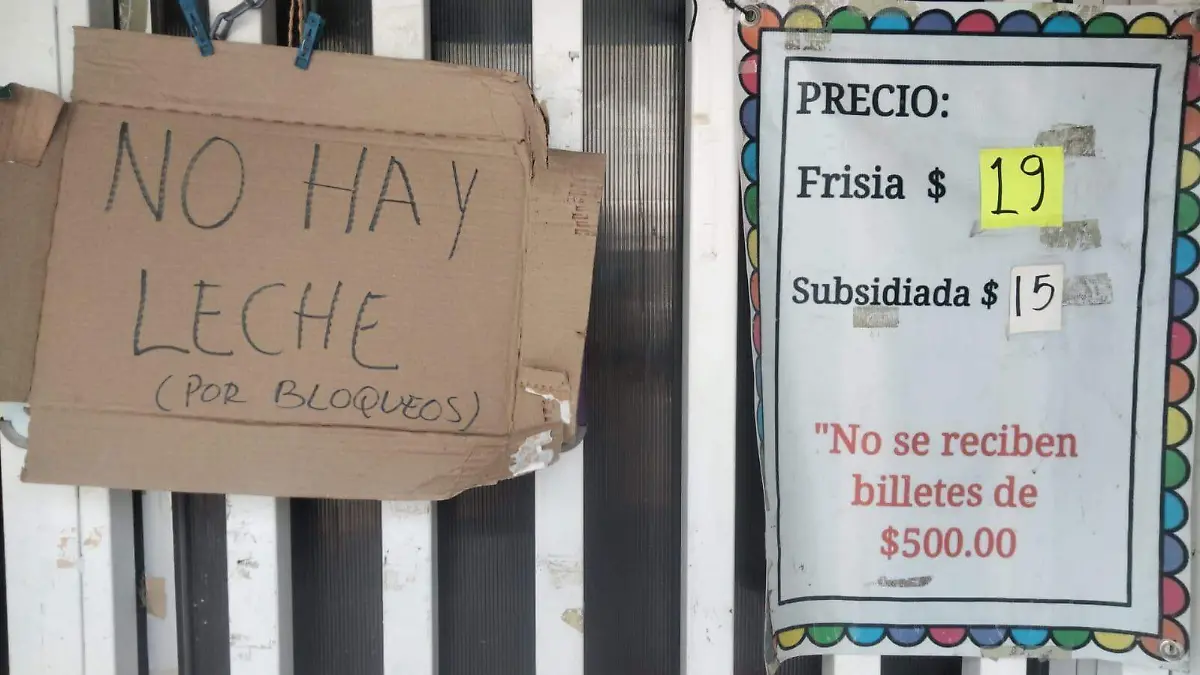 NO HAY
LECHE
(POR BLOQUEOS)
PRECIO:
Frisia $ 19
Subsidiada $ 15
"No se reciben
billetes de
$500.00